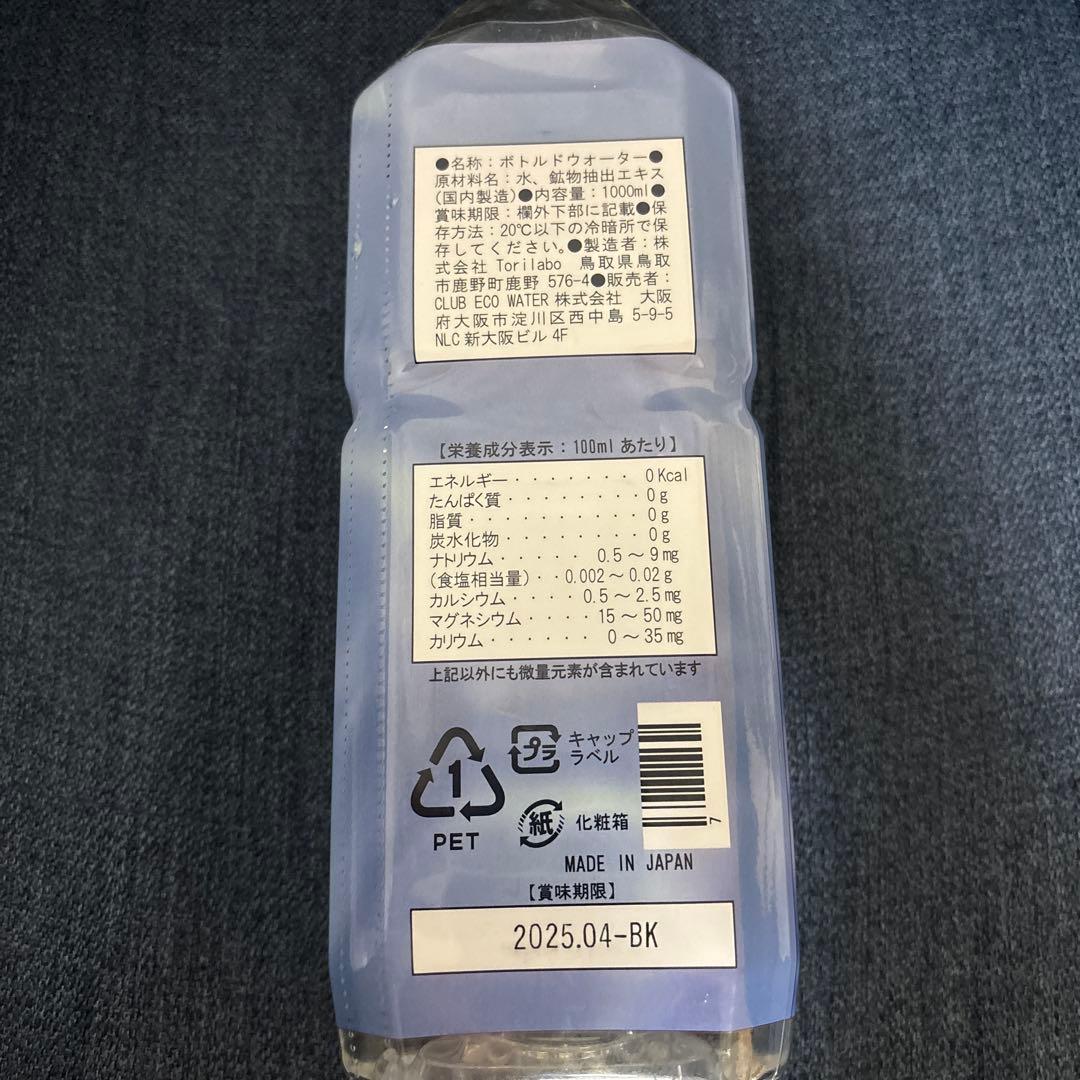 ●名称：ボトルドウォーター●
原材料名：水、鉱物抽出エキス
(国内製造)●内容量：1000ml●
賞味期限：欄外下部に記載●保
存方法：20℃以下の冷暗所で保
存してください。●製造者：株
式会社 Torilabo 鳥取県鳥取
市鹿野町鹿野 576-4●販売者：
CLUB ECO WATER 株式会社 大阪
府大阪市淀川区西中島 5-9-5
NLC 新大阪ビル 4F
【栄養成分表示：100ml あたり】
エネルギー・・・・・・・ 0Kcal
たんぱく質・・・・・・・・ 0g
脂質・・・・・・・・・・ 0g
炭水化物・・・・・・・・ 0g
ナトリウム・・・・・ 0.5～9mg
(食塩相当量)・・0.002～0.02g
カルシウム・・・・ 0.5～2.5mg
マグネシウム・・・・ 15～50mg
カリウム・・・・・・ 0～35mg
上記以外にも微量元素が含まれています
1
PET
プラ
キャップ
ラベル
紙
化粧箱
7
MADE IN JAPAN
【賞味期限】
2025.04-BK